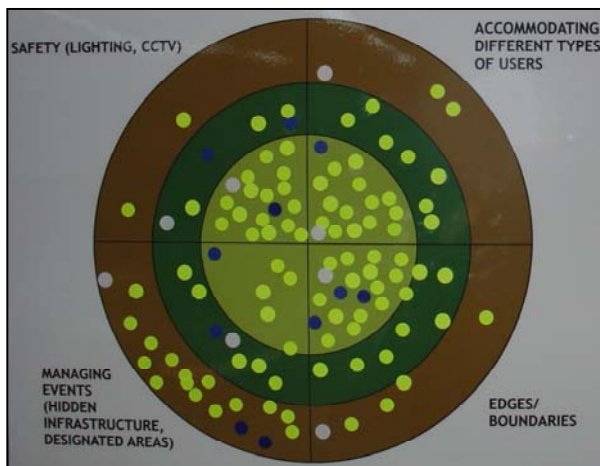 SAFETY (LIGHTING, CCTV)
ACCOMMODATING
DIFFERENT TYPES
OF USERS
MANAGING
EVENTS
(HIDDEN
INFRASTRUCTURE,
DESIGNATED AREAS)
EDGES/
BOUNDARIES